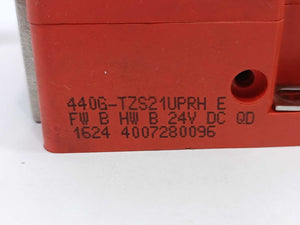 440G-TZS21UPRH E
FW B HW B 24V DC QD
1624 4007280096